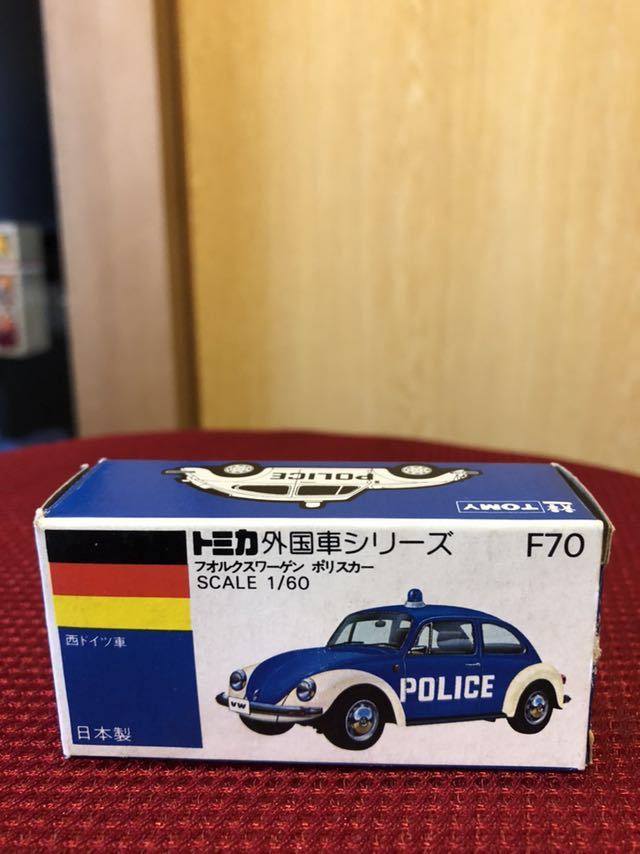 POLICE
TOMY
トミカ外国車シリーズ
F70
フオルクスワーゲン ポリスカー
SCALE 1/60
西ドイツ車
POLICE
VW
日本製